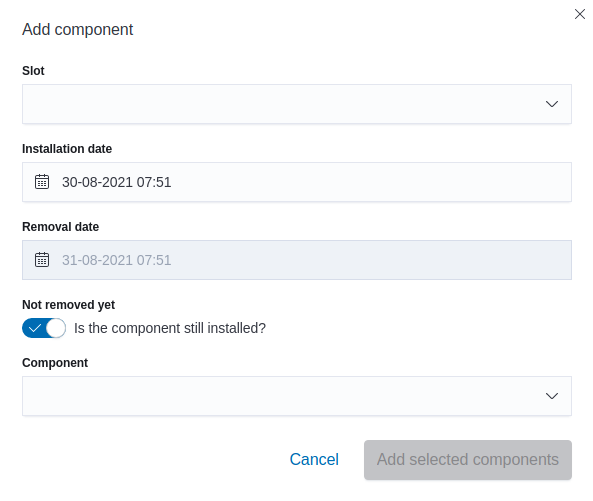 Add component
Slot
Installation date
30-08-2021 07:51
Removal date
31-08-2021 07:51
Not removed yet
Is the component still installed?
Component
Cancel
Add selected components